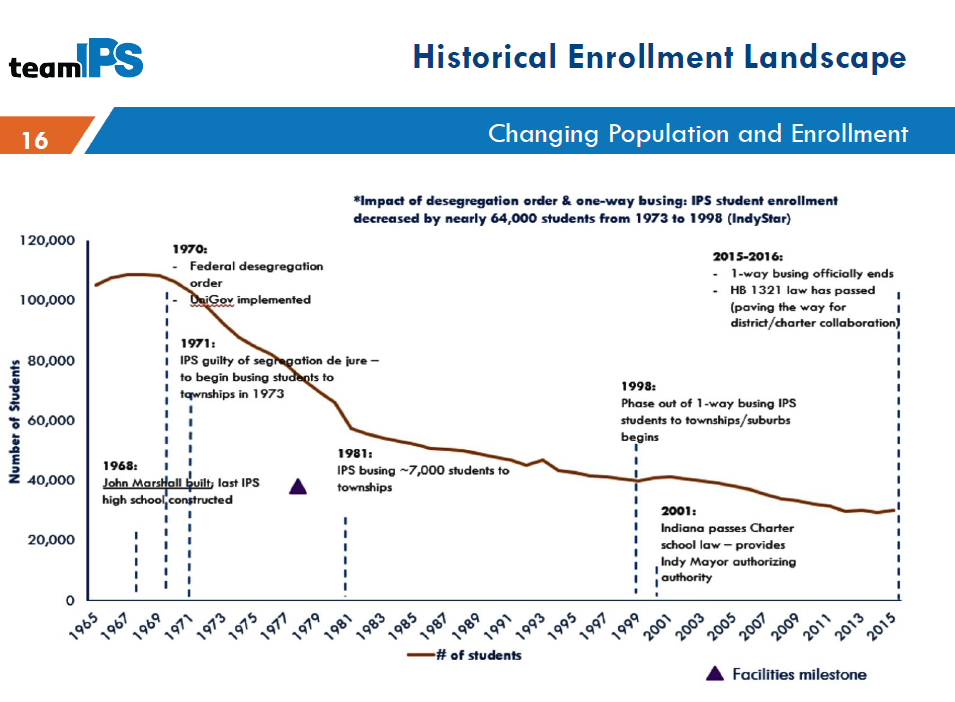 teamIPS
Historical Enrollment Landscape
16
Changing Population and Enrollment
*Impact of desegregation order & one-way busing: IPS student enrollment
decreased by nearly 64,000 students from 1973 to 1998 (IndyStar)
120,000
100,000
80,000
60,000
40,000
20,000
0
Number of Students
1970:
- Federal desegregation
order
- UniGov implemented
1971:
IPS guilty of segregation de jure –
to begin busing students to
townships in 1973
1968:
John Marshall built; last IPS
high school constructed
1981:
IPS busing ~7,000 students to
townships
1998:
Phase out of 1-way busing IPS
students to townships/suburbs
begins
2001:
Indiana passes Charter
school law – provides
Indy Mayor authorizing
authority
2015-2016:
- 1-way busing officially ends
- HB 1321 law has passed
(paving the way for
district/charter collaboration)
1965
1967
1969
1971
1973
1975
1977
1979
1981
1983
1985
1987
1989
1991
1993
1995
1997
1999
2001
2003
2005
2007
2009
2011
2013
2015
# of students
Facilities milestone